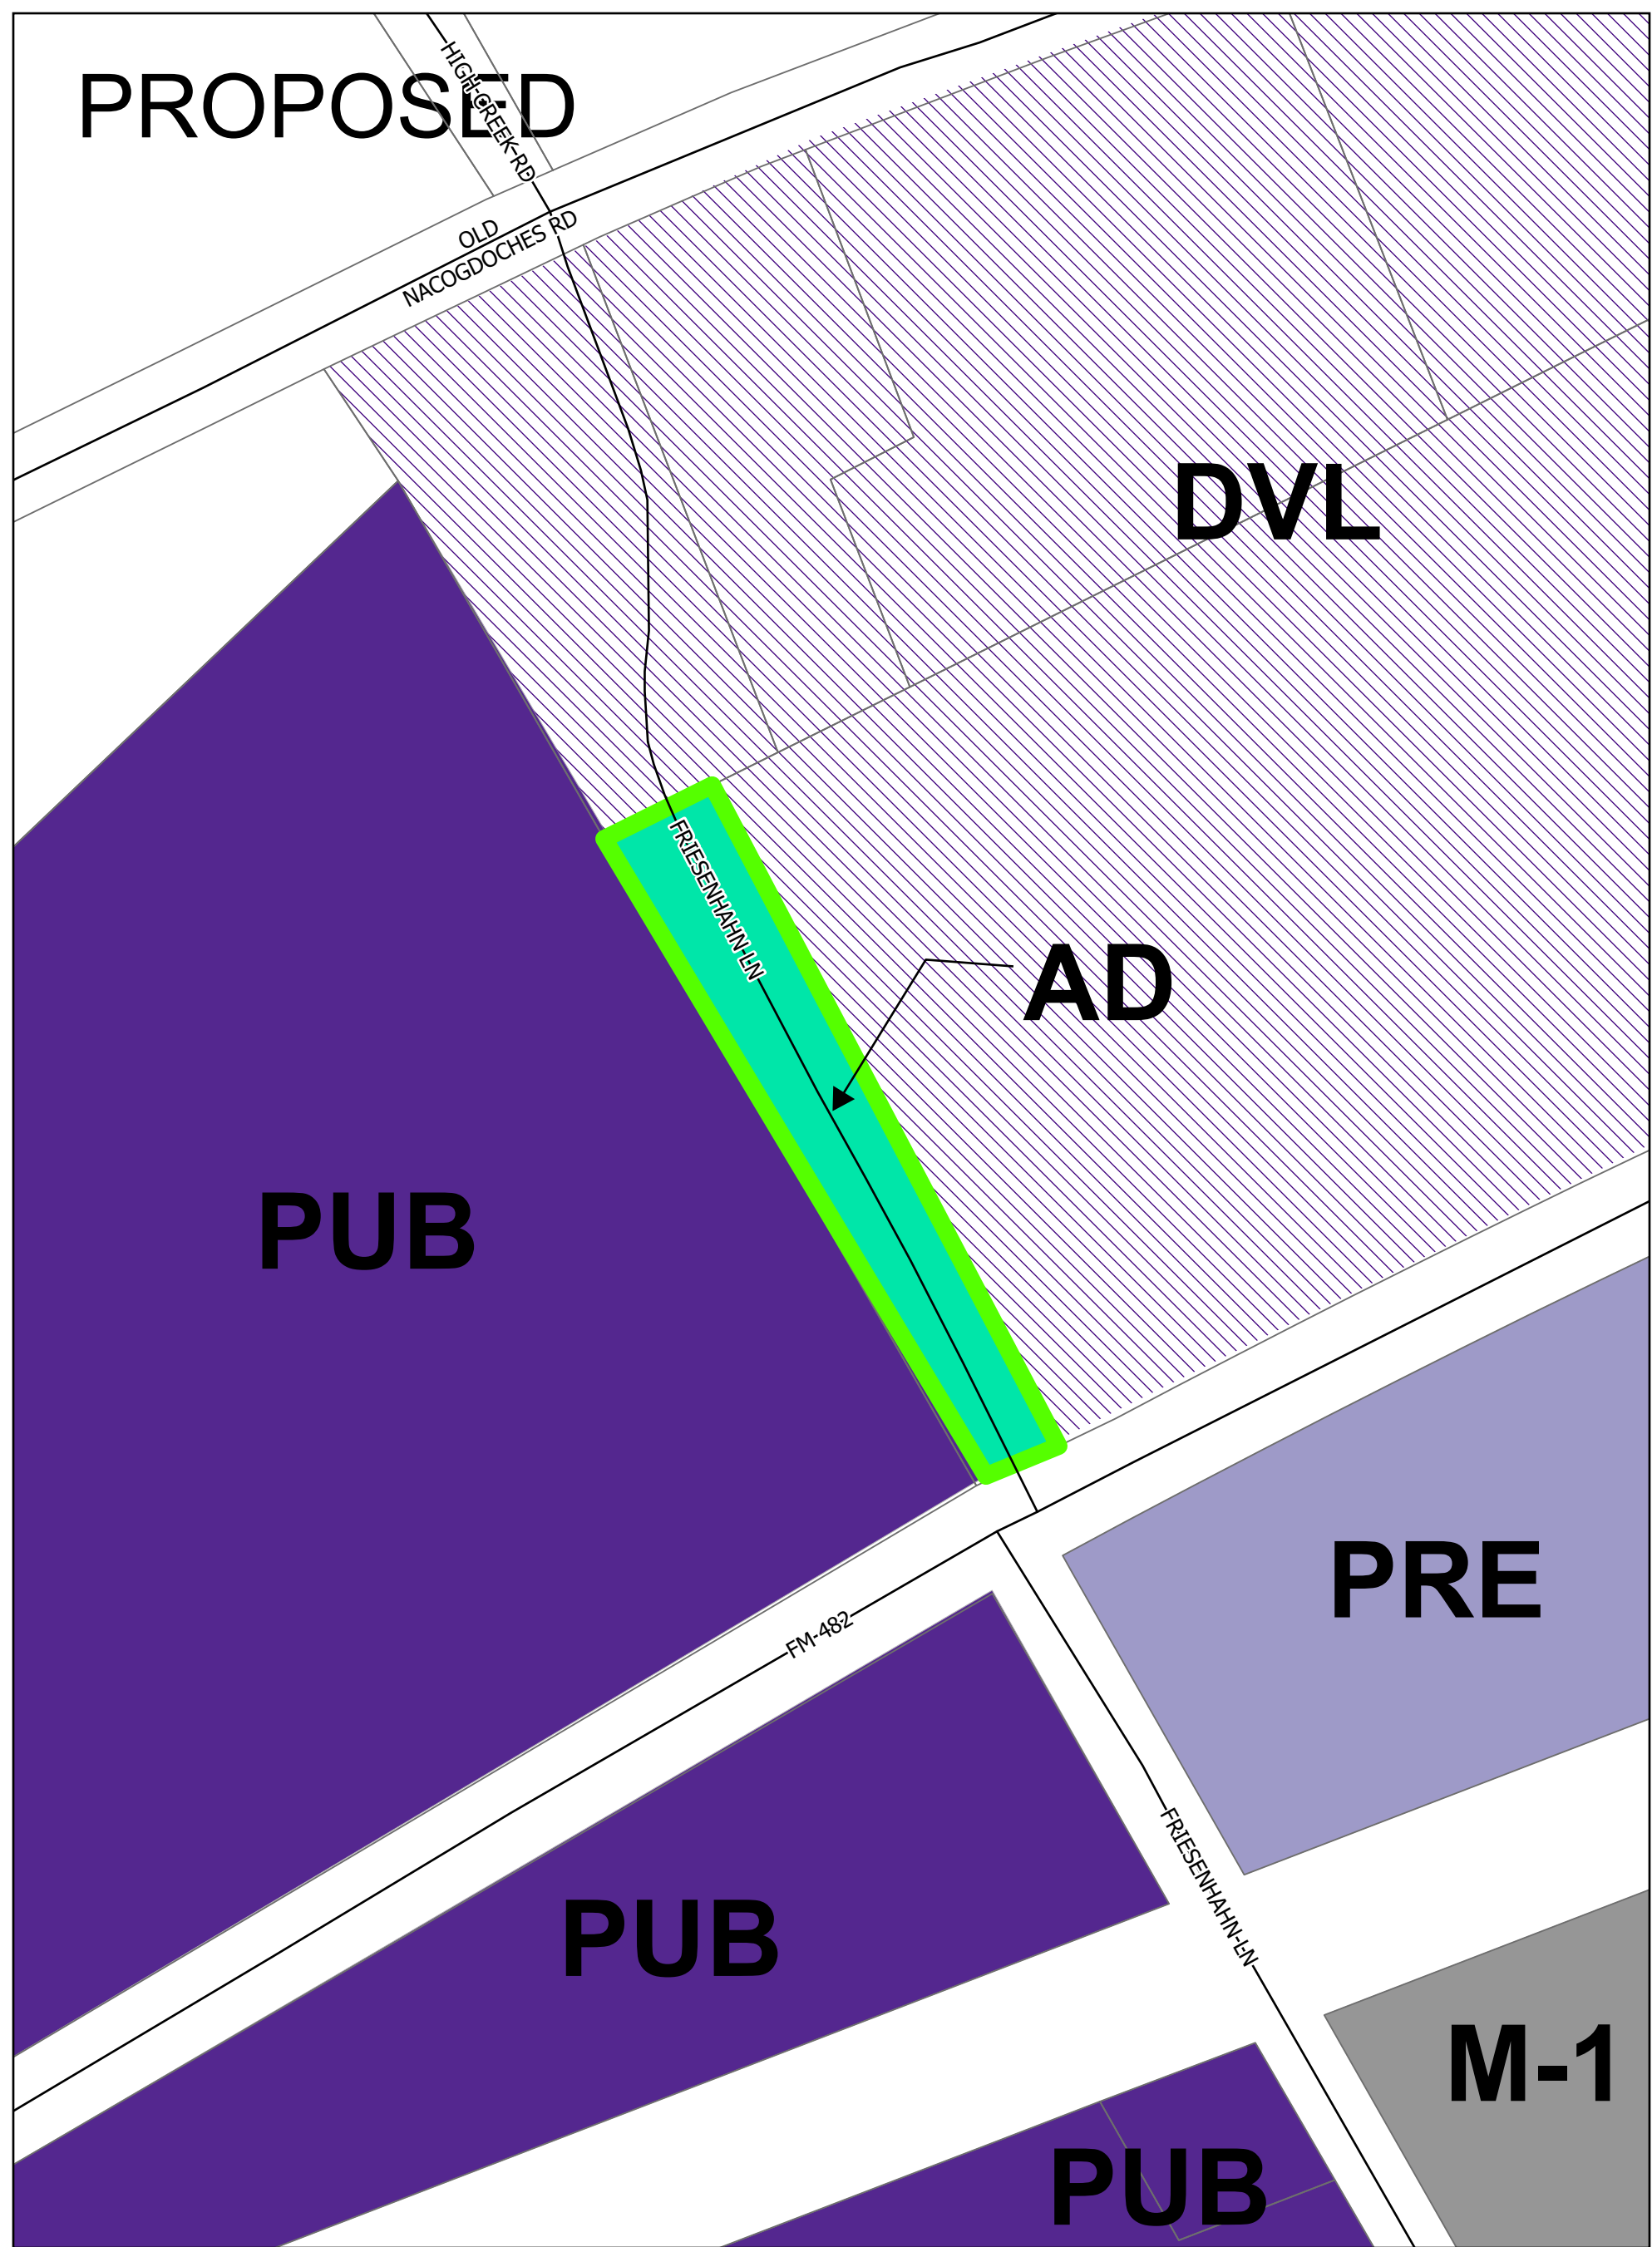 PROPOSED
HIGH-CREEK-RD
OLD
NACOGDOCHES RD
DVL
FRIESENHAHN-LN
AD
PUB
PRE
FM-482
FRIESENHAHN-LN
PUB
M-1
PUB